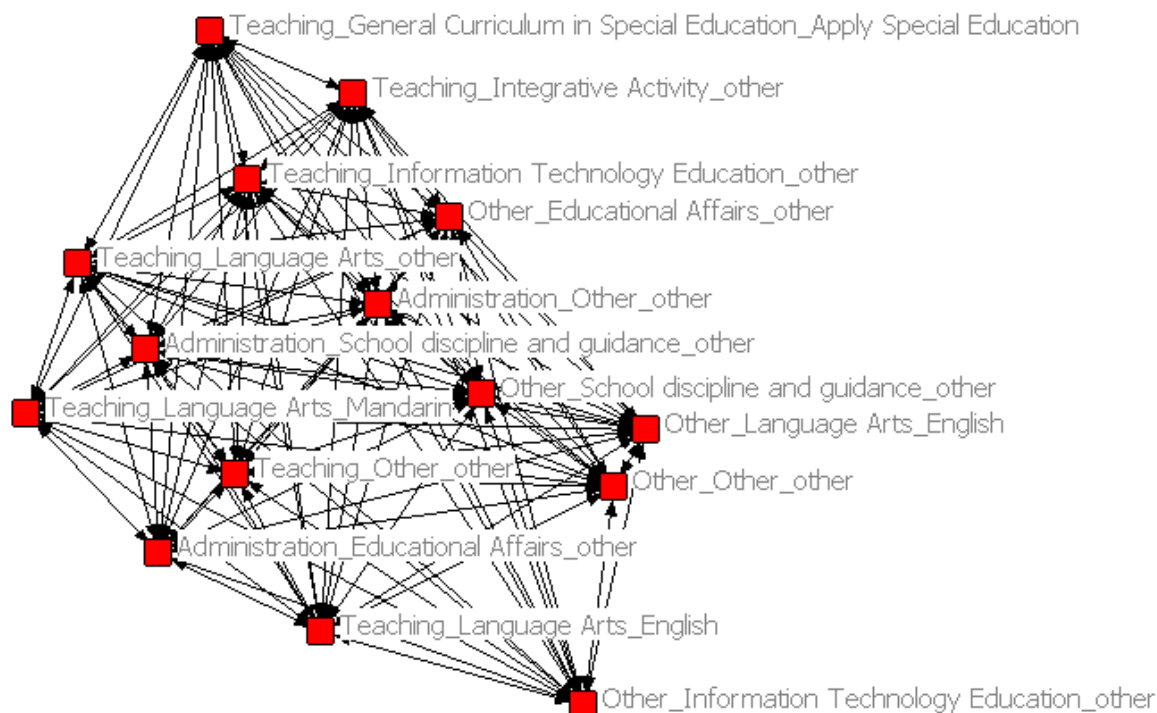 Teaching_General Curriculum in Special Education_Apply Special Education
Teaching_Integrative Activity_other
Teaching_Information Technology Education_other
Other_Educational Affairs_other
Teaching_Language Arts_other
Administration_Other_other
Administration_School discipline and guidance_other
Other_School discipline and guidance_other
Teaching_Language Arts_Mandarin
Other_Language Arts_English
Teaching_Other_other
Other_Other_other
Administration_Educational Affairs_other
Teaching_Language Arts_English
Other_Information Technology Education_other